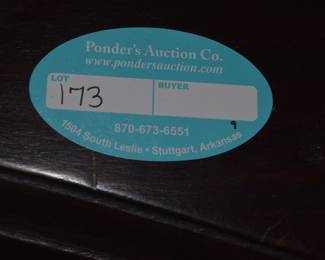 Ponder's Auction Co.
www.pondersauction.com
LOT BUYER
173
870-673-6551
1504 South Leslie • Stuttgart, Arkansas